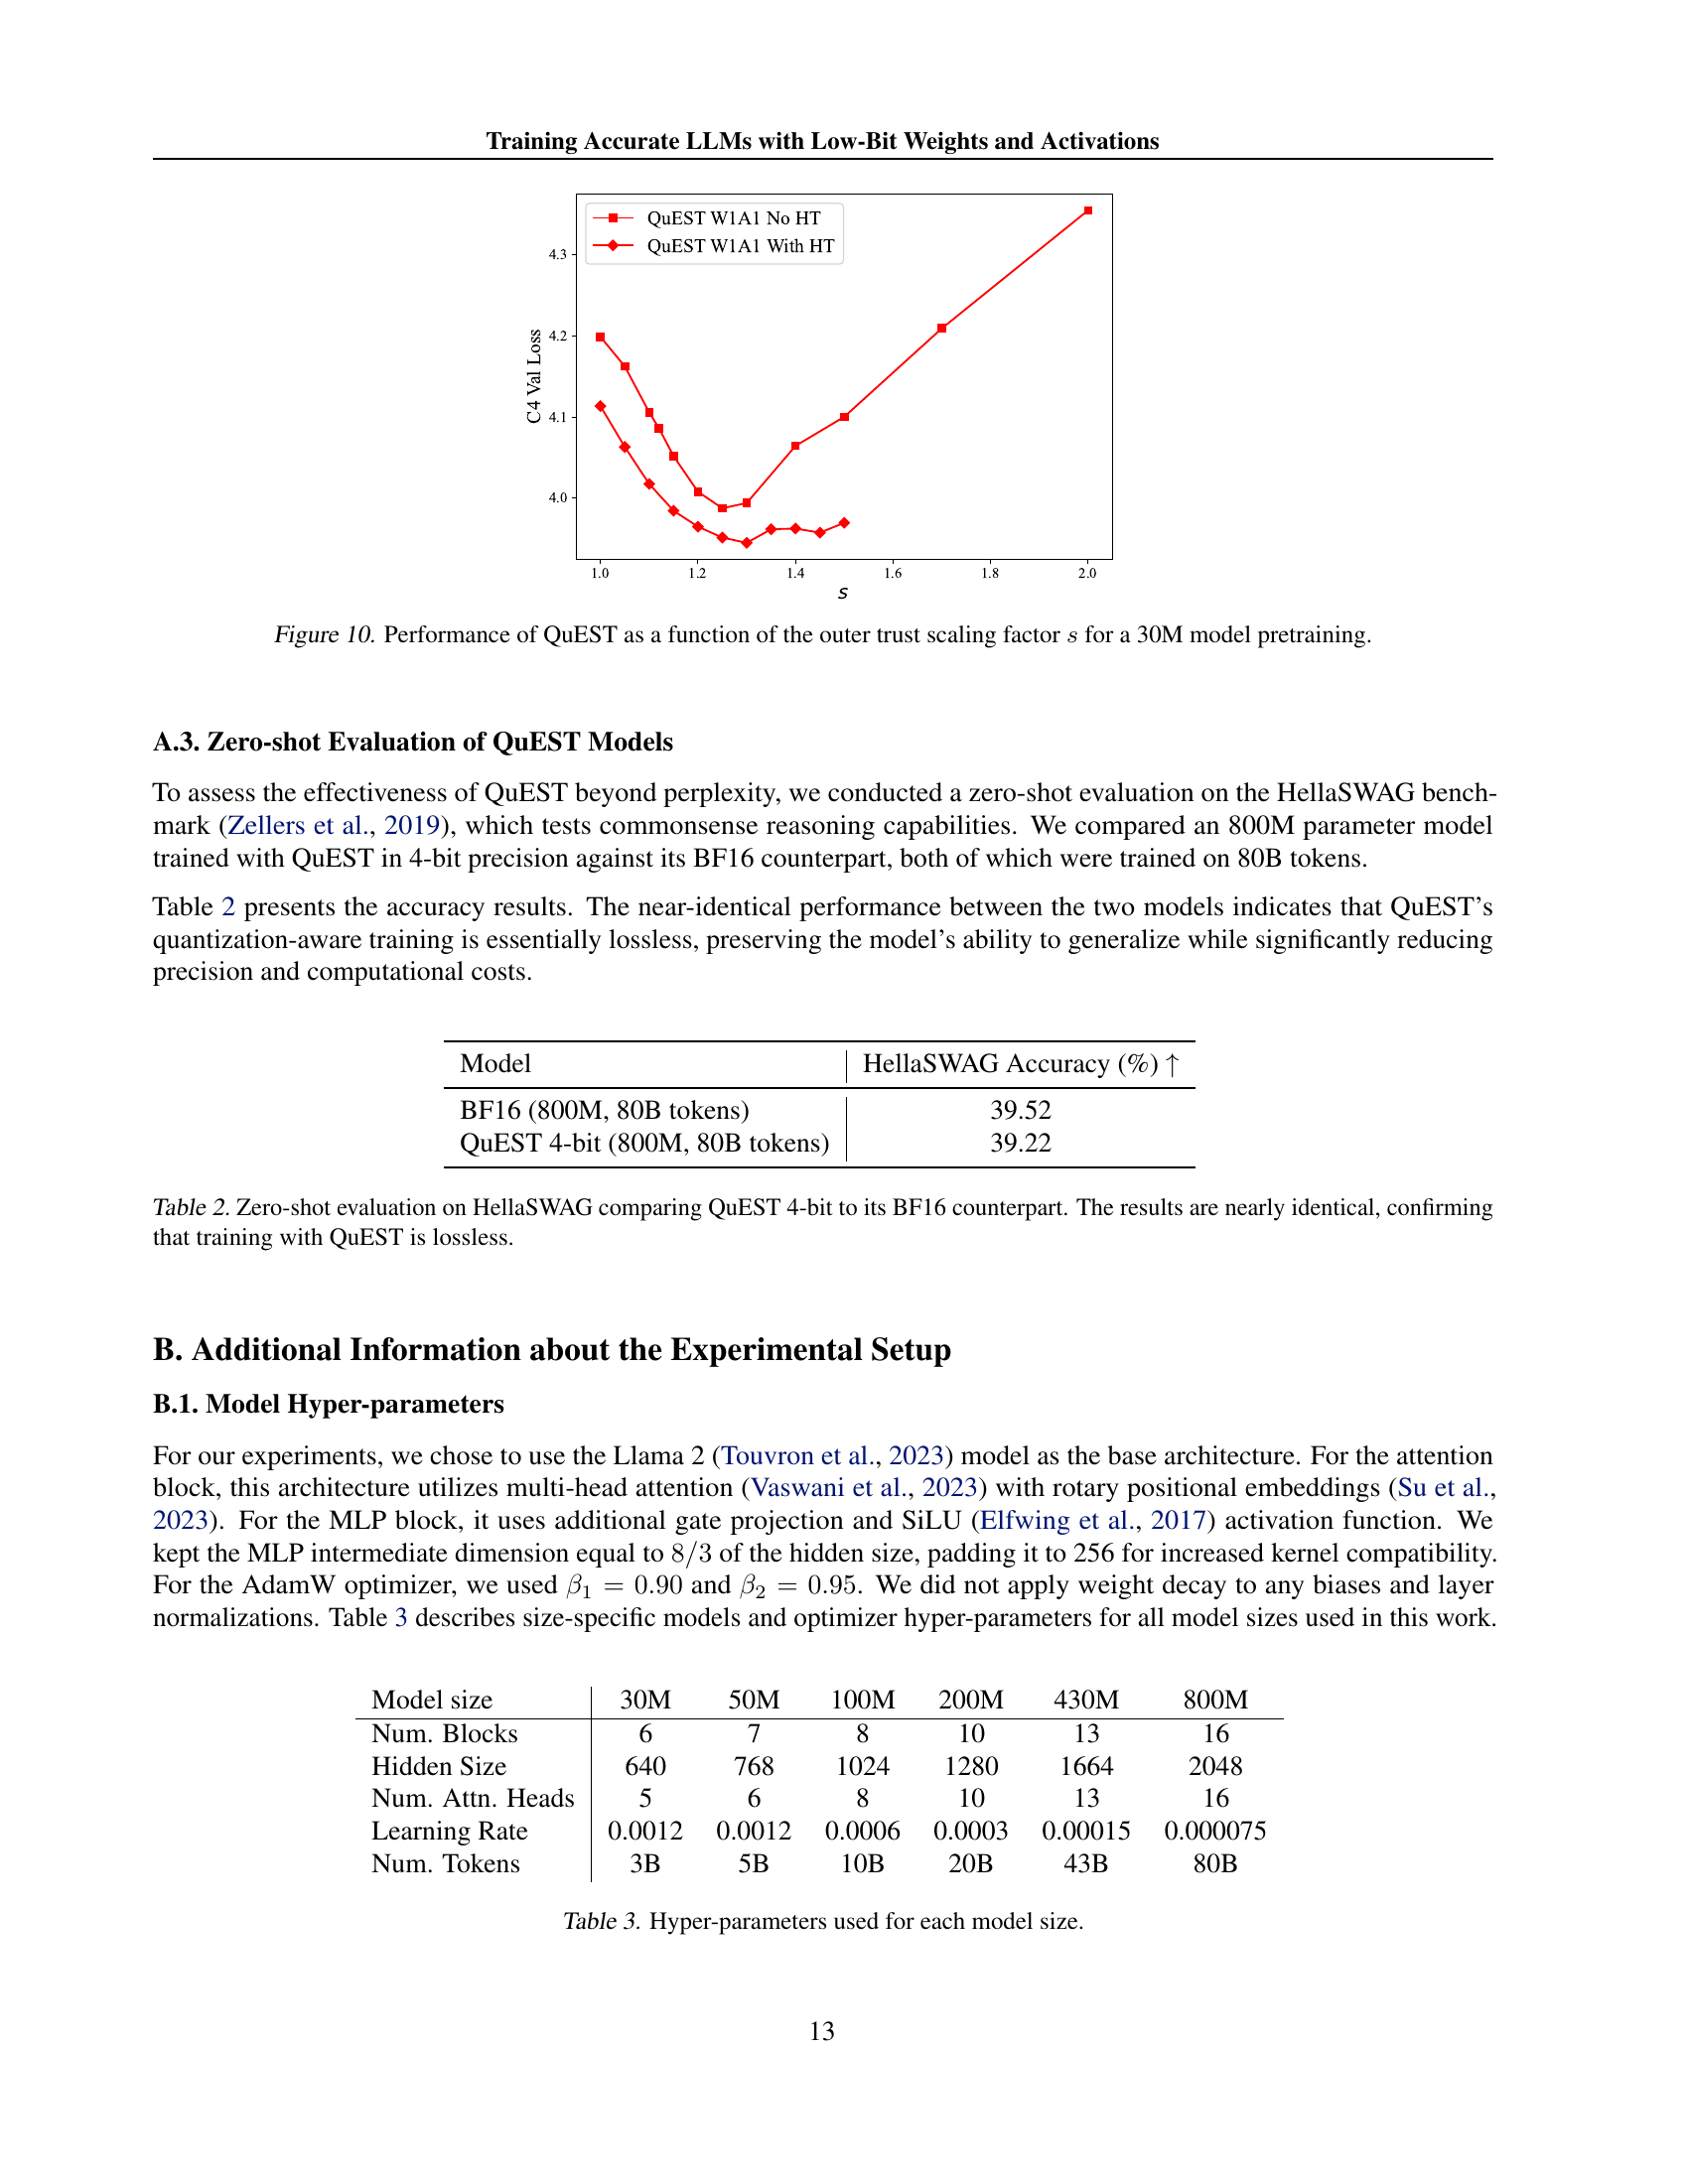 Training Accurate LLMs with Low-Bit Weights and Activations
QuEST W1A1 No HT
QuEST W1A1 With HT
4.3
4.2
4.1
4.0
C4 Val Loss
1.0 1.2 1.4 1.6 1.8 2.0
s
Figure 10. Performance of QuEST as a function of the outer trust scaling factor s for a 30M model pretraining.
A.3. Zero-shot Evaluation of QuEST Models
To assess the effectiveness of QuEST beyond perplexity, we conducted a zero-shot evaluation on the HellaSWAG bench-
mark (Zellers et al., 2019), which tests commonsense reasoning capabilities. We compared an 800M parameter model
trained with QuEST in 4-bit precision against its BF16 counterpart, both of which were trained on 80B tokens.
Table 2 presents the accuracy results. The near-identical performance between the two models indicates that QuEST's
quantization-aware training is essentially lossless, preserving the model's ability to generalize while significantly reducing
precision and computational costs.
Model HellaSWAG Accuracy (%) ↑
BF16 (800M, 80B tokens) 39.52
QuEST 4-bit (800M, 80B tokens) 39.22
Table 2. Zero-shot evaluation on HellaSWAG comparing QuEST 4-bit to its BF16 counterpart. The results are nearly identical, confirming
that training with QuEST is lossless.
B. Additional Information about the Experimental Setup
B.1. Model Hyper-parameters
For our experiments, we chose to use the Llama 2 (Touvron et al., 2023) model as the base architecture. For the attention
block, this architecture utilizes multi-head attention (Vaswani et al., 2023) with rotary positional embeddings (Su et al.,
2023). For the MLP block, it uses additional gate projection and SiLU (Elfwing et al., 2017) activation function. We
kept the MLP intermediate dimension equal to 8/3 of the hidden size, padding it to 256 for increased kernel compatibility.
For the AdamW optimizer, we used β₁ = 0.90 and β₂ = 0.95. We did not apply weight decay to any biases and layer
normalizations. Table 3 describes size-specific models and optimizer hyper-parameters for all model sizes used in this work.
Model size 30M 50M 100M 200M 430M 800M
Num. Blocks 6 7 8 10 13 16
Hidden Size 640 768 1024 1280 1664 2048
Num. Attn. Heads 5 6 8 10 13 16
Learning Rate 0.0012 0.0012 0.0006 0.0003 0.00015 0.000075
Num. Tokens 3B 5B 10B 20B 43B 80B
Table 3. Hyper-parameters used for each model size.
13